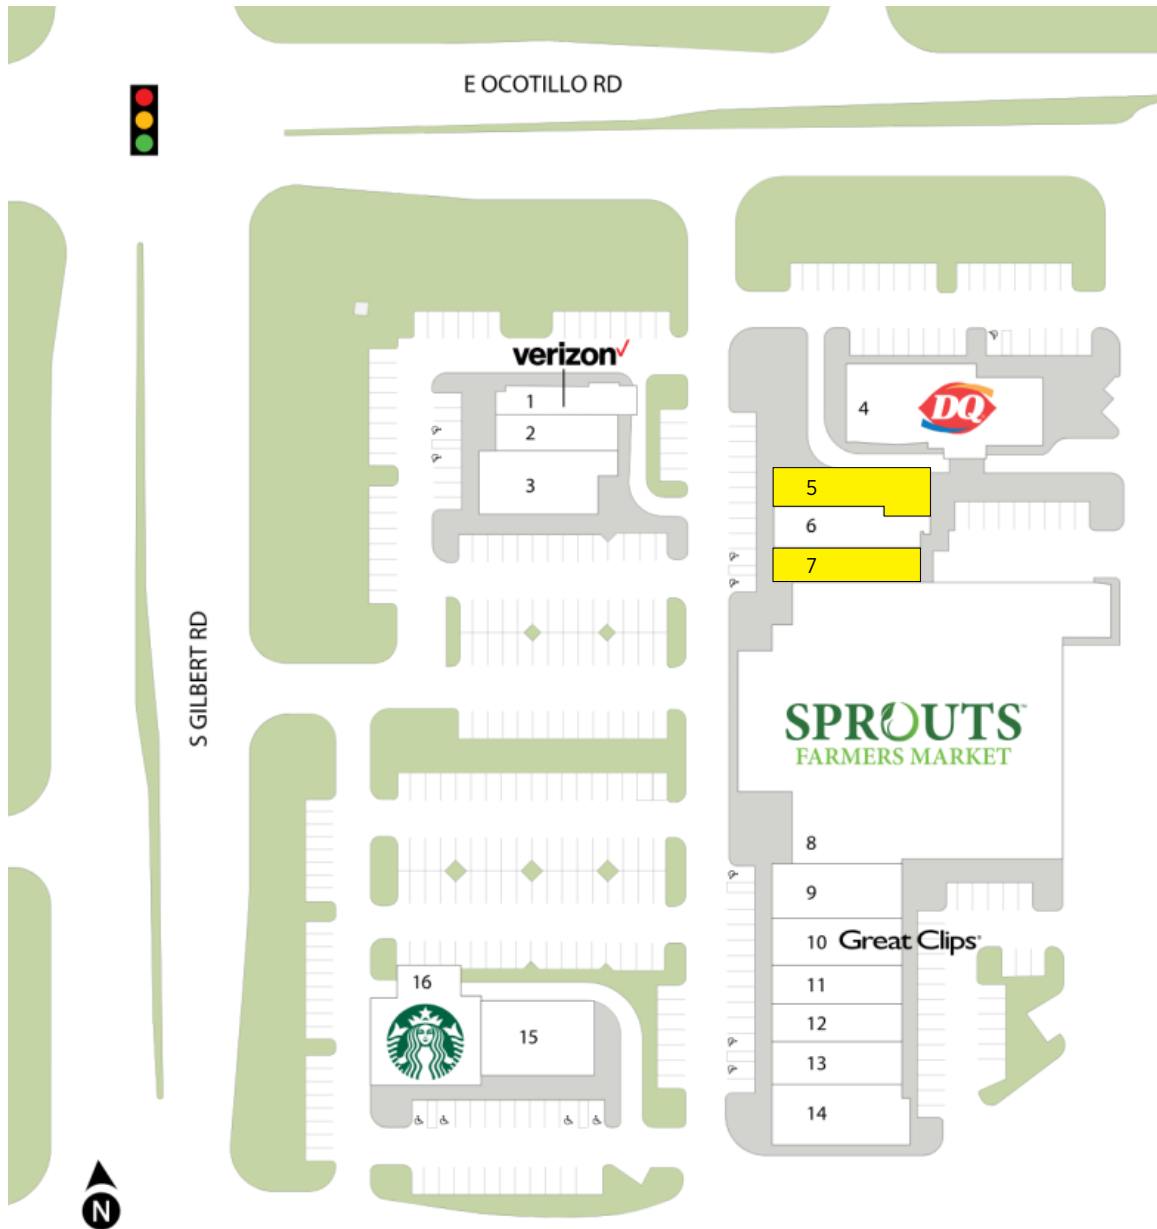 E OCOTILLO RD
verizon
1
2
3
4
DQ
5
6
7
S GILBERT RD
SPROUTS
FARMERS MARKET
8
9
10 Great Clips
11
12
13
14
16
15
N